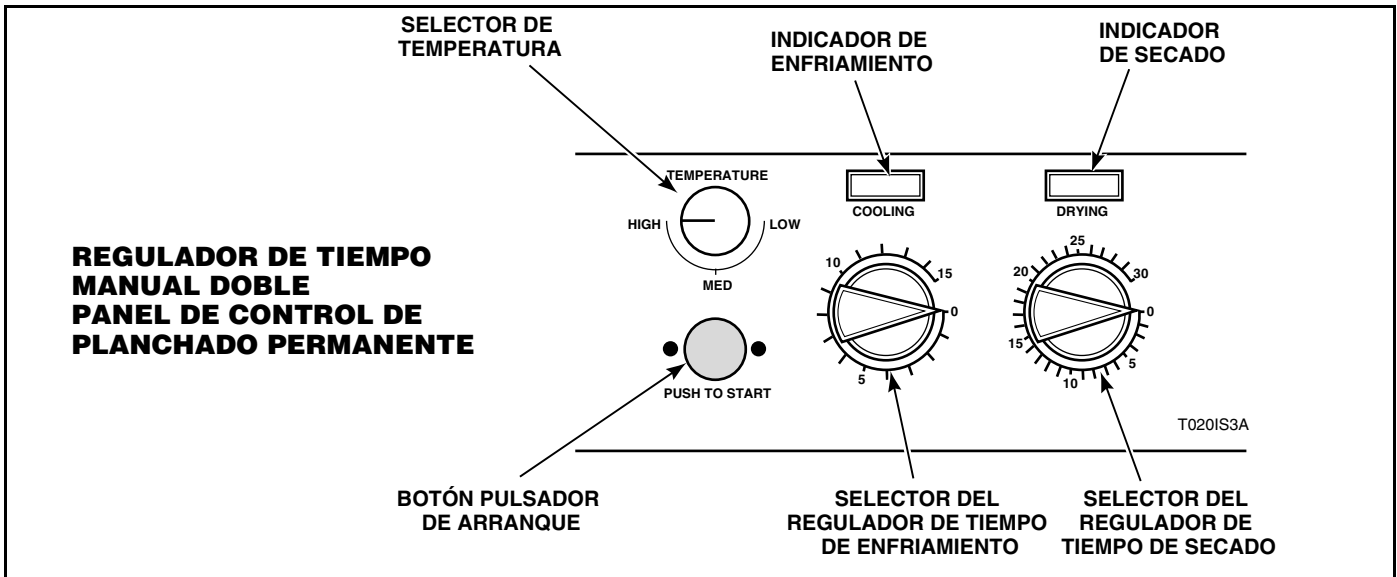 SELECTOR DE
TEMPERATURA
INDICADOR DE
ENFRIAMIENTO
INDICADOR
DE SECADO
TEMPERATURE
HIGH
LOW
MED
COOLING
DRYING
REGULADOR DE TIEMPO
MANUAL DOBLE
PANEL DE CONTROL DE
PLANCHADO PERMANENTE
10
15
0
5
25
20
30
0
15
5
10
PUSH TO START
T020IS3A
BOTÓN PULSADOR
DE ARRANQUE
SELECTOR DEL
REGULADOR DE TIEMPO
DE ENFRIAMIENTO
SELECTOR DEL
REGULADOR DE
TIEMPO DE SECADO